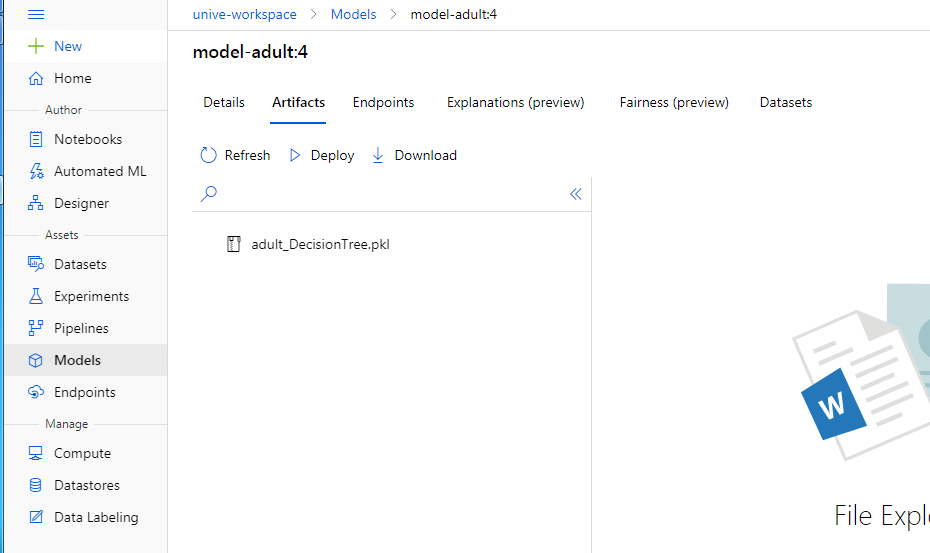 unive-workspace > Models > model-adult:4
New
Home
Author
Notebooks
Automated ML
Designer
Assets
Datasets
Experiments
Pipelines
Models
Endpoints
Manage
Compute
Datastores
Data Labeling
model-adult:4
Details Artifacts Endpoints Explanations (preview) Fairness (preview) Datasets
Refresh Deploy Download
adult_DecisionTree.pkl
W
File Explo